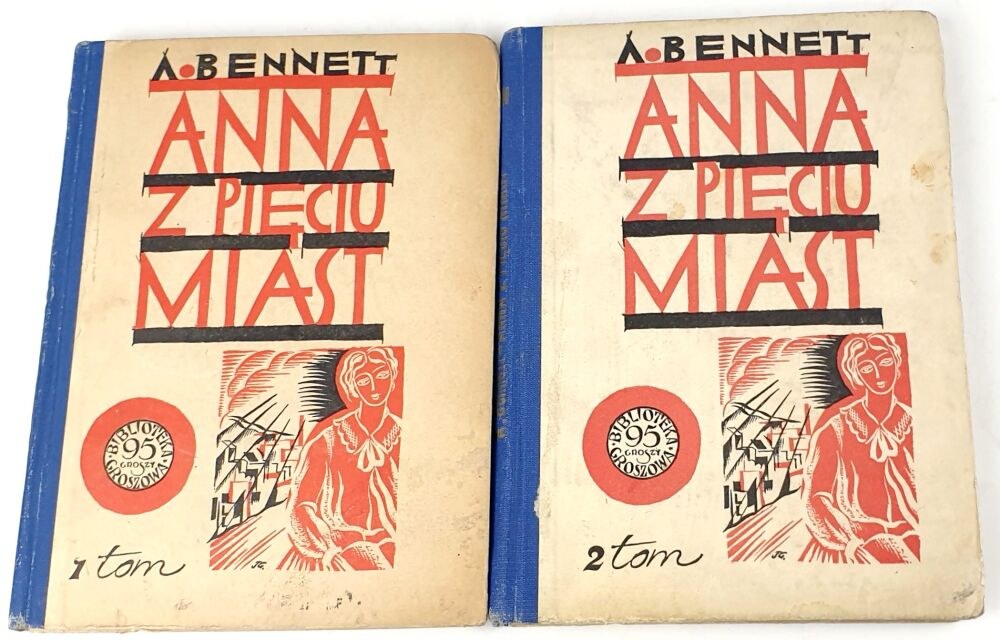 A. BENNETT
ANNA
Z PIĘCIU
MIAST
BIBLJOTEKA GROSZOWA
95
GROSZY
1 tom
A. BENNETT
ANNA
Z PIĘCIU
MIAST
BIBLJOTEKA GROSZOWA
95
GROSZY
2 tom